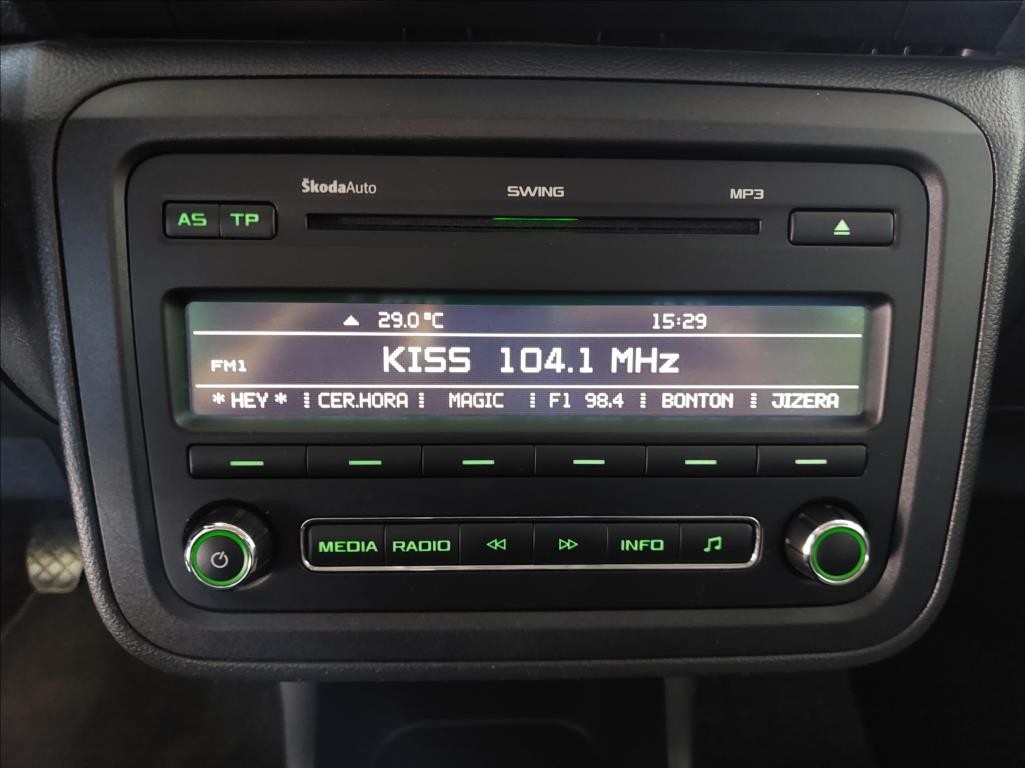 ŠkodaAuto SWING MP3
AS TP
29.0°C 15:29
FM1 KISS 104.1 MHz
*HEY* CER.HORA MAGIC F1 98.4 BONTON JIZERA
MEDIA RADIO INFO